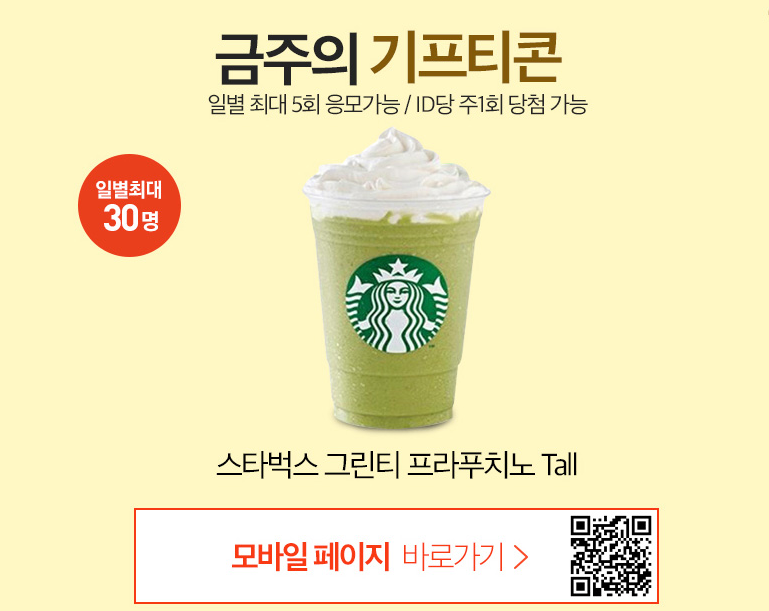 금주의 기프티콘
일별 최대 5회 응모가능 / ID당 주1회 당첨 가능
일별최대
30명
스타벅스 그린티 프라푸치노 Tall
모바일 페이지 바로가기 >